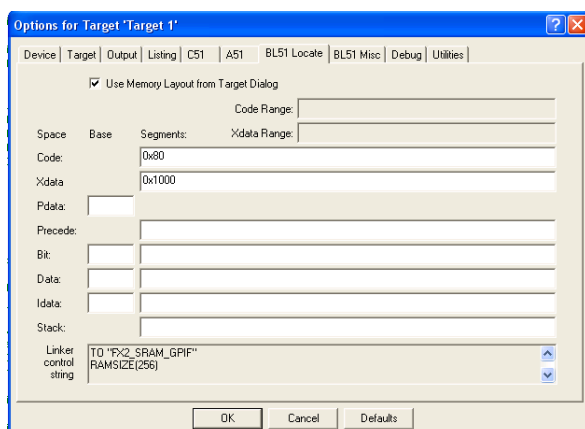 Options for Target 'Target 1'
Device Target Output Listing C51 A51 BL51 Locate BL51 Misc Debug Utilities
Use Memory Layout from Target Dialog
Code Range:
Space Base Segments: Xdata Range:
Code: 0x80
Xdata 0x1000
Pdata:
Precede:
Bit:
Data:
Idata:
Stack:
Linker control string
TO "FX2_SRAM_GPIF"
RAMSIZE(256)
OK Cancel Defaults